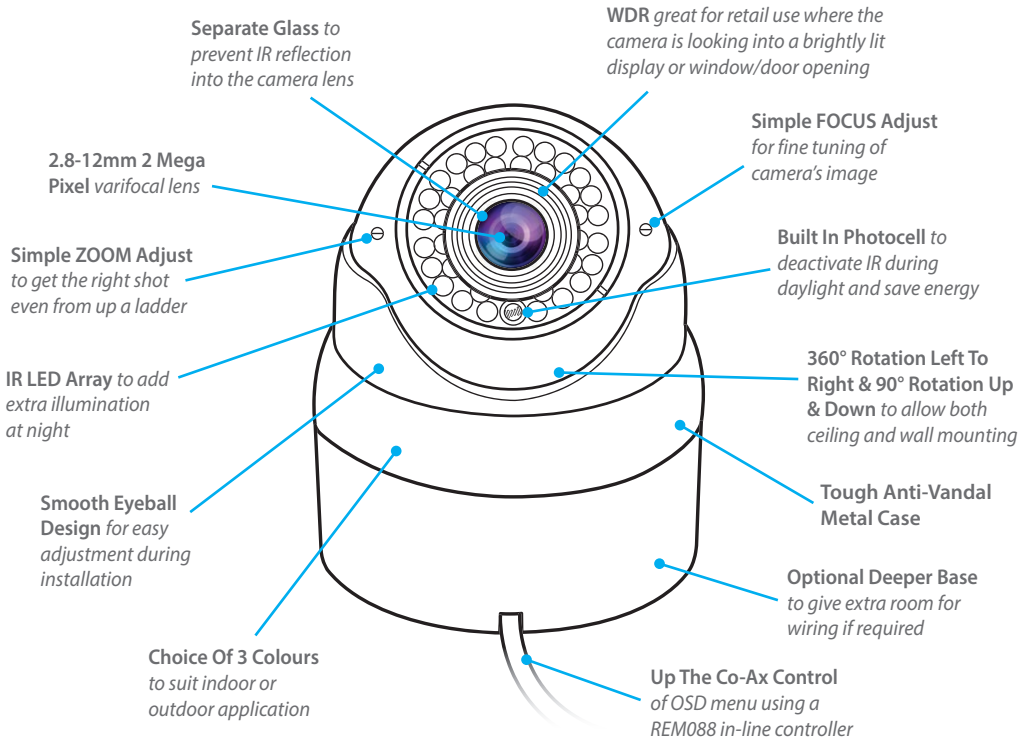 Separate Glass to
prevent IR reflection
into the camera lens
WDR great for retail use where the
camera is looking into a brightly lit
display or window/door opening
Simple FOCUS Adjust
for fine tuning of
camera's image
2.8-12mm 2 Mega
Pixel varifocal lens
Simple ZOOM Adjust
to get the right shot
even from up a ladder
Built In Photocell to
deactivate IR during
daylight and save energy
IR LED Array to add
extra illumination
at night
360° Rotation Left To
Right & 90° Rotation Up
& Down to allow both
ceiling and wall mounting
Smooth Eyeball
Design for easy
adjustment during
installation
Tough Anti-Vandal
Metal Case
Optional Deeper Base
to give extra room for
wiring if required
Choice Of 3 Colours
to suit indoor or
outdoor application
Up The Co-Ax Control
of OSD menu using a
REM088 in-line controller